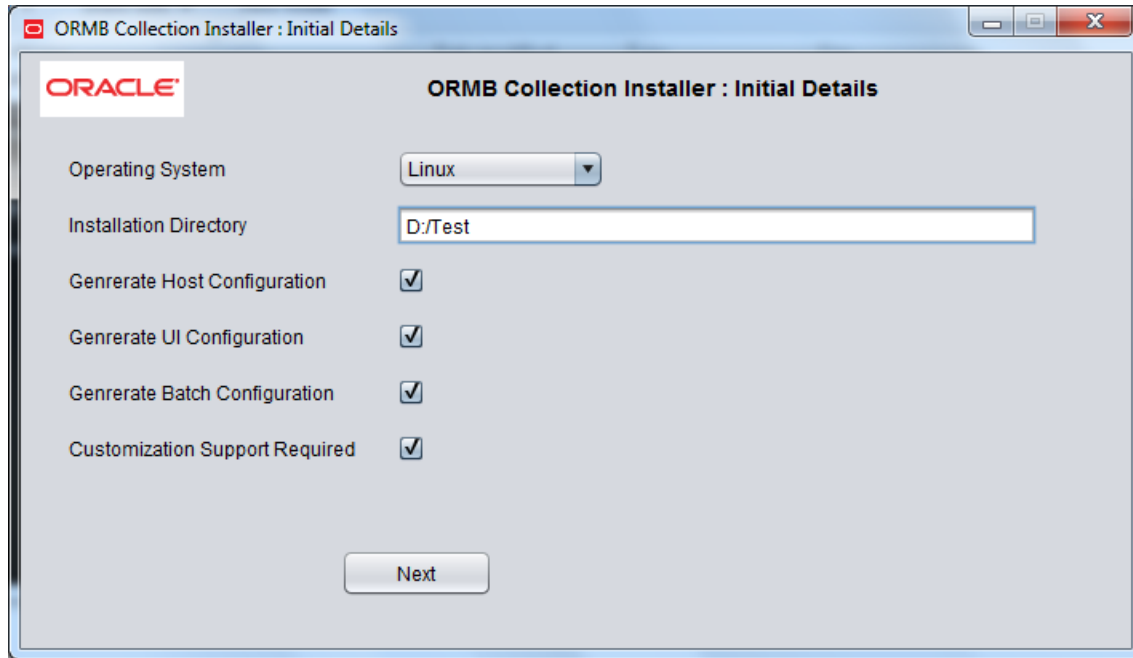 ORMB Collection Installer : Initial Details
ORACLE
ORMB Collection Installer : Initial Details
Operating System Linux
Installation Directory D:/Test
Genrerate Host Configuration
Genrerate UI Configuration
Genrerate Batch Configuration
Customization Support Required
Next